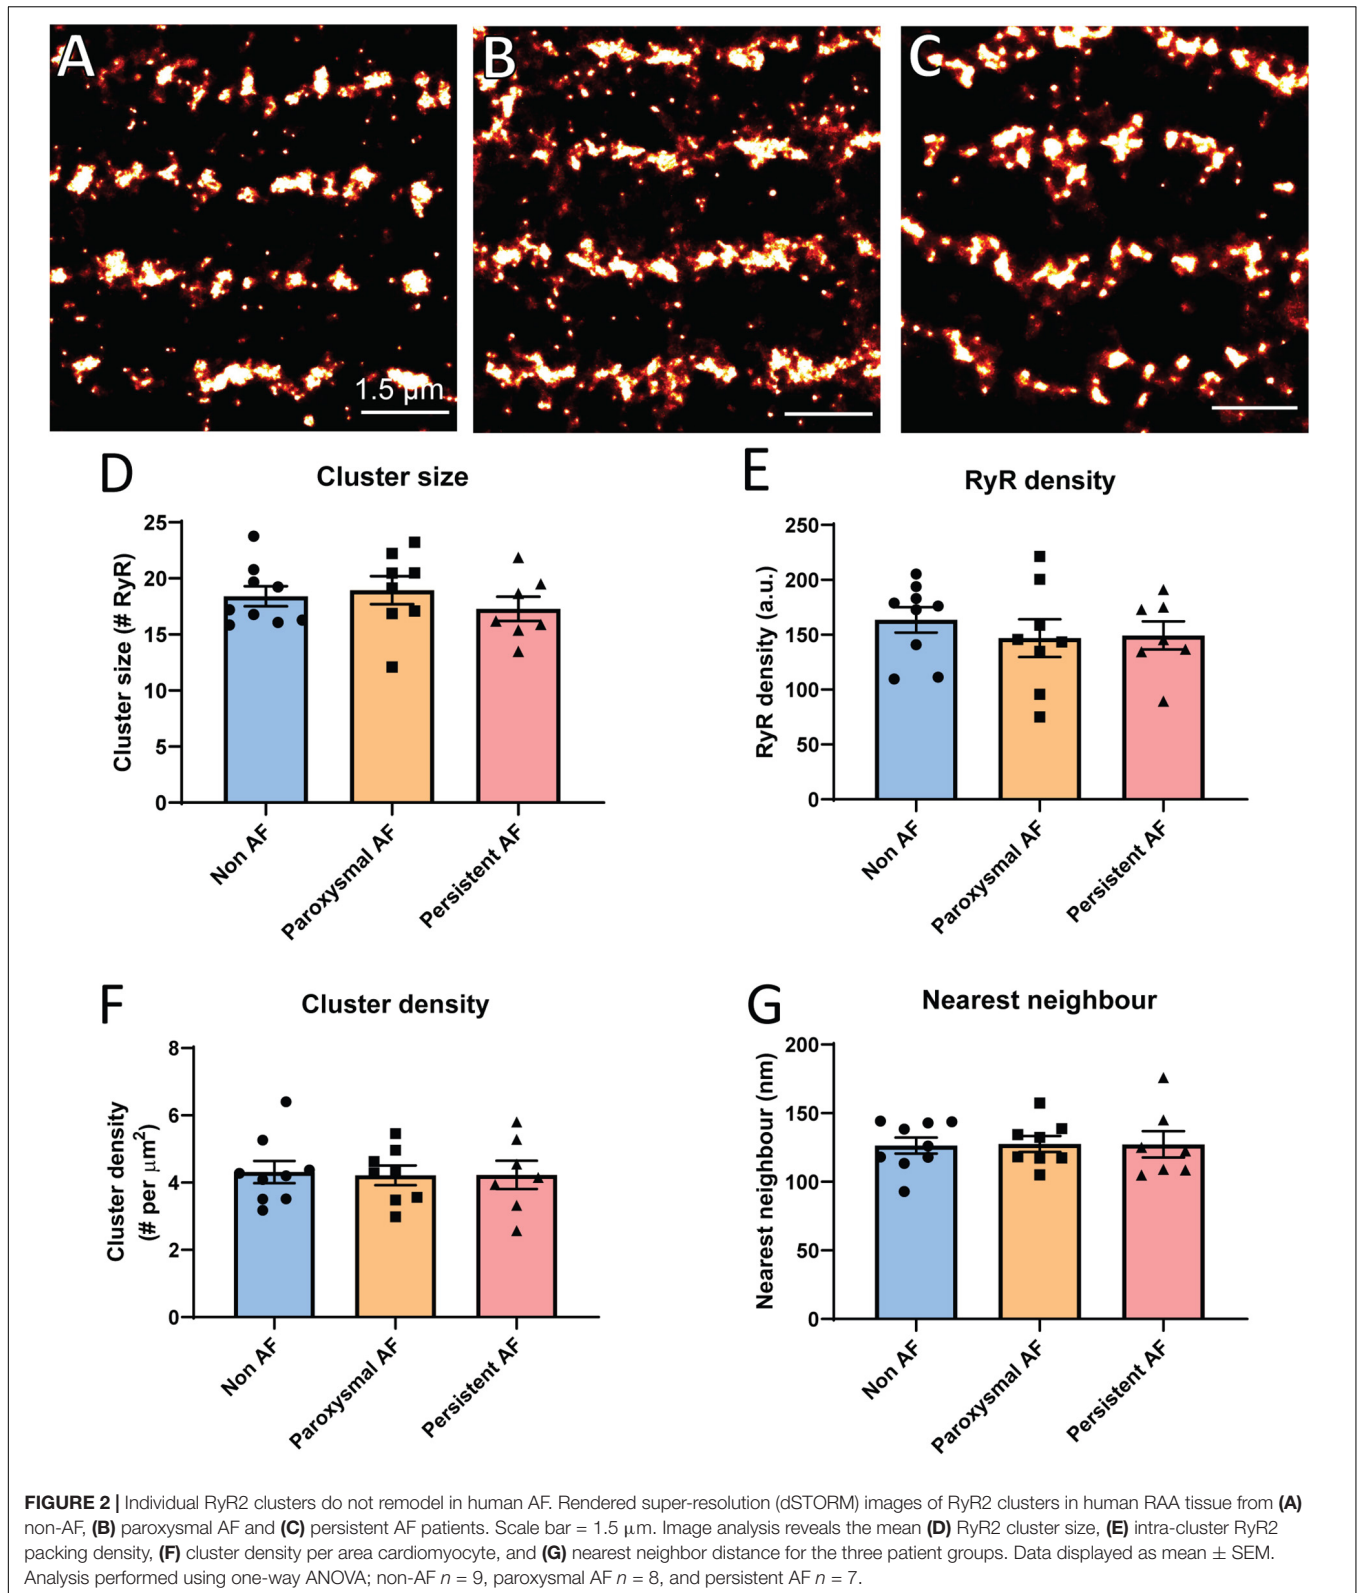 A
B
C
1.5 μm
D
Cluster size
Cluster size (# RyR)
25
20
15
10
5
0
Non AF
Paroxysmal AF
Persistent AF
E
RyR density
RyR density (a.u.)
250
200
150
100
50
0
Non AF
Paroxysmal AF
Persistent AF
F
Cluster density
Cluster density
(# per μm²)
8
6
4
2
0
Non AF
Paroxysmal AF
Persistent AF
G
Nearest neighbour
Nearest neighbour (nm)
200
150
100
50
0
Non AF
Paroxysmal AF
Persistent AF
FIGURE 2 | Individual RyR2 clusters do not remodel in human AF. Rendered super-resolution (dSTORM) images of RyR2 clusters in human RAA tissue from (A)
non-AF, (B) paroxysmal AF and (C) persistent AF patients. Scale bar = 1.5 μm. Image analysis reveals the mean (D) RyR2 cluster size, (E) intra-cluster RyR2
packing density, (F) cluster density per area cardiomyocyte, and (G) nearest neighbor distance for the three patient groups. Data displayed as mean ± SEM.
Analysis performed using one-way ANOVA; non-AF n = 9, paroxysmal AF n = 8, and persistent AF n = 7.